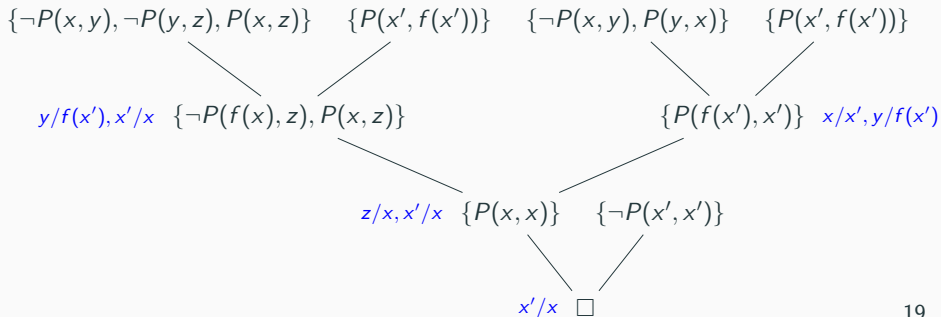 {¬P(x, y), ¬P(y, z), P(x, z)} {P(x′, f(x′))} {¬P(x, y), P(y, x)} {P(x′, f(x′))}
y/f(x′), x′/x {¬P(f(x), z), P(x, z)} {P(f(x′), x′)} x/x′, y/f(x′)
z/x, x′/x {P(x, x)} {¬P(x′, x′)}
x′/x □
19